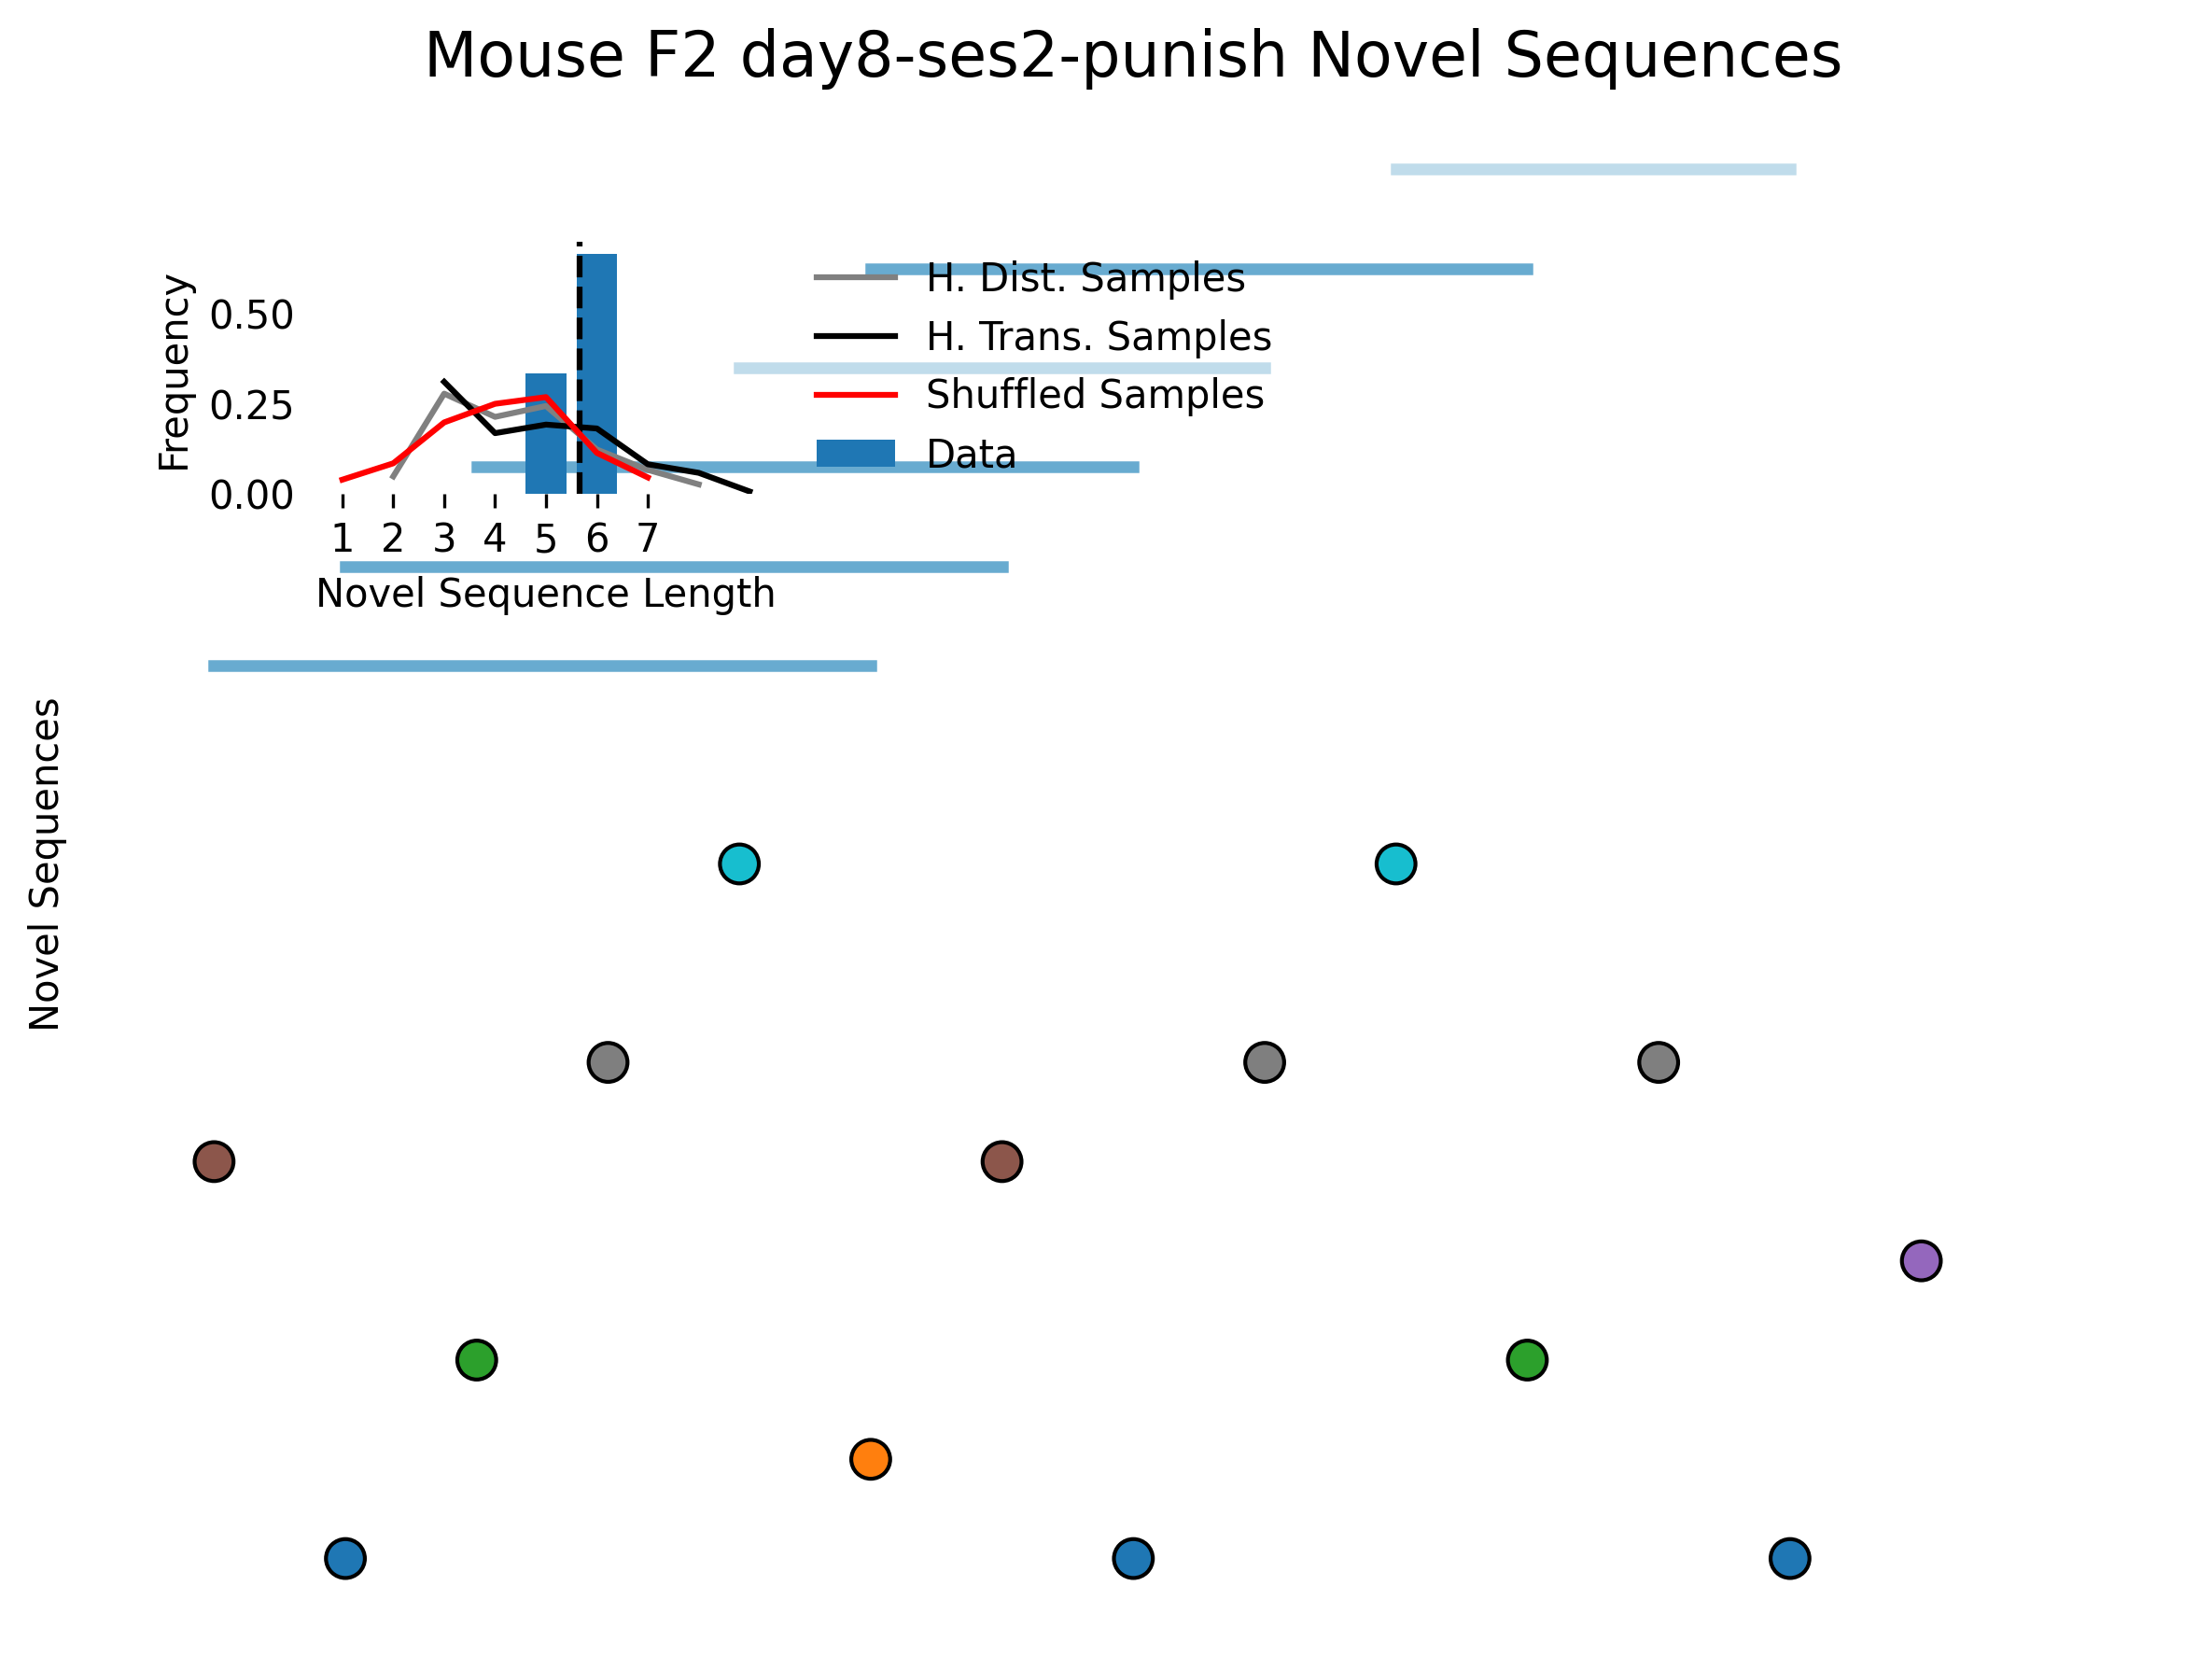 Mouse F2 day8-ses2-punish Novel Sequences
Frequency
0.50
0.25
0.00
1 2 3 4 5 6 7
Novel Sequence Length
H. Dist. Samples
H. Trans. Samples
Shuffled Samples
Data
Novel Sequences